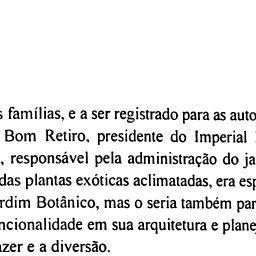 s famílias, e a ser registrado para as auto
Bom Retiro, presidente do Imperial
, responsável pela administração do ja
das plantas exóticas aclimatadas, era esp
rdim Botânico, mas o seria também par
ncionalidade em sua arquitetura e plane
azer e a diversão.